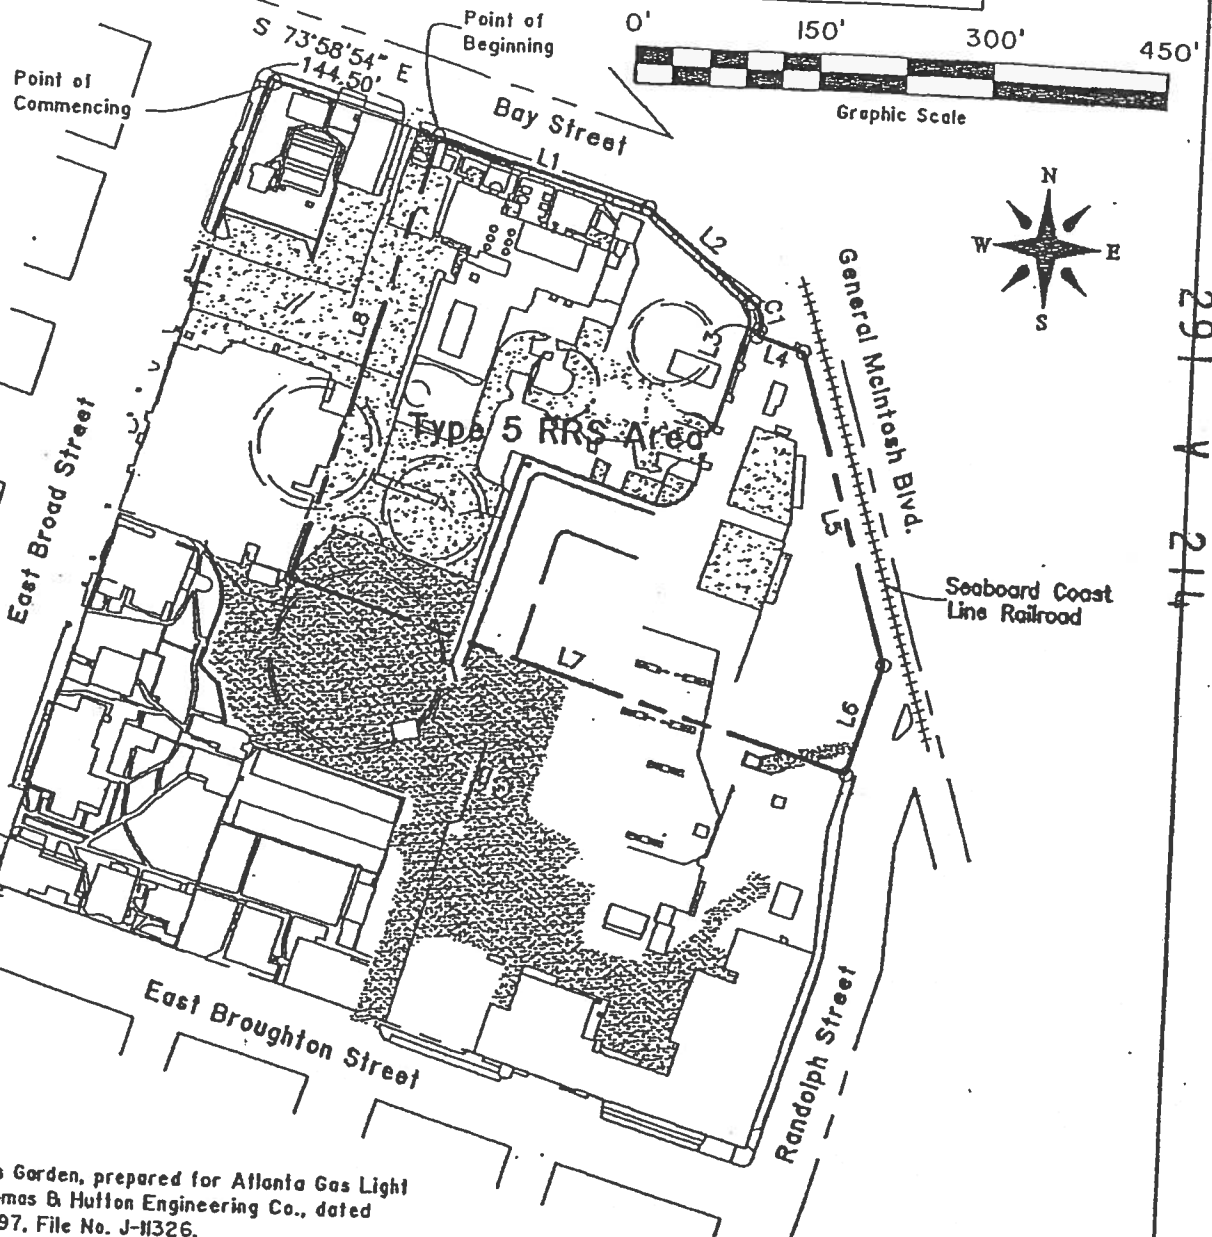 0' 150' 300' 450'
Graphic Scale
Point of
Beginning
S 73°58'54" E
144.50'
Point of
Commencing
Bay Street
L1
L2
C1
L3
L4
N
W E
S
General McIntosh Blvd.
291 V 214
L8
Type 5 RRS Area
East Broad Street
L5
Seaboard Coast
Line Railroad
L7
L6
East Broughton Street
Randolph Street
Garden, prepared for Atlanta Gas Light
mas & Hutton Engineering Co., dated
97, File No. J-11326.